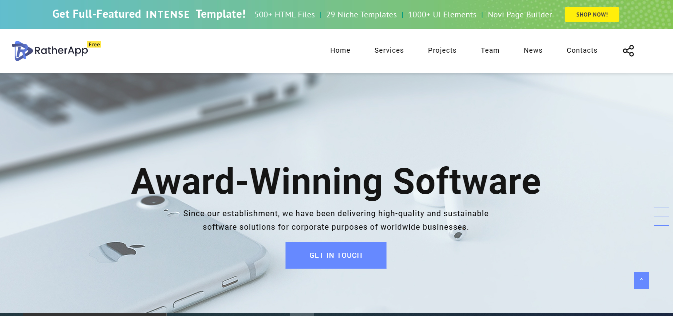 Get Full-Featured INTENSE Template! 500+ HTML Files | 29 Niche Templates | 1000+ UI Elements | Novi Page Builder SHOP NOW!
RatherApp Free
Home Services Projects Team News Contacts
Award-Winning Software
Since our establishment, we have been delivering high-quality and sustainable
software solutions for corporate purposes of worldwide businesses.
GET IN TOUCH